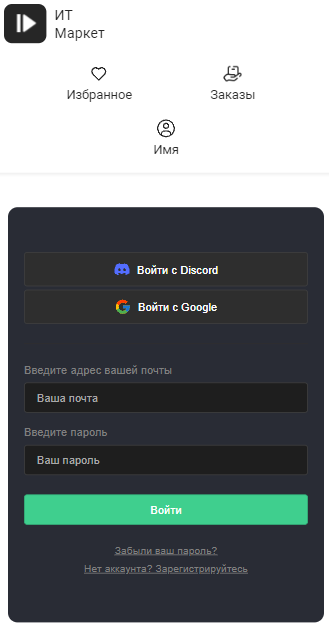 ИТ
Маркет
Избранное
Заказы
Имя
Войти с Discord
Войти с Google
Введите адрес вашей почты
Ваша почта
Введите пароль
Ваш пароль
Войти
Забыли ваш пароль?
Нет аккаунта? Зарегистрируйтесь